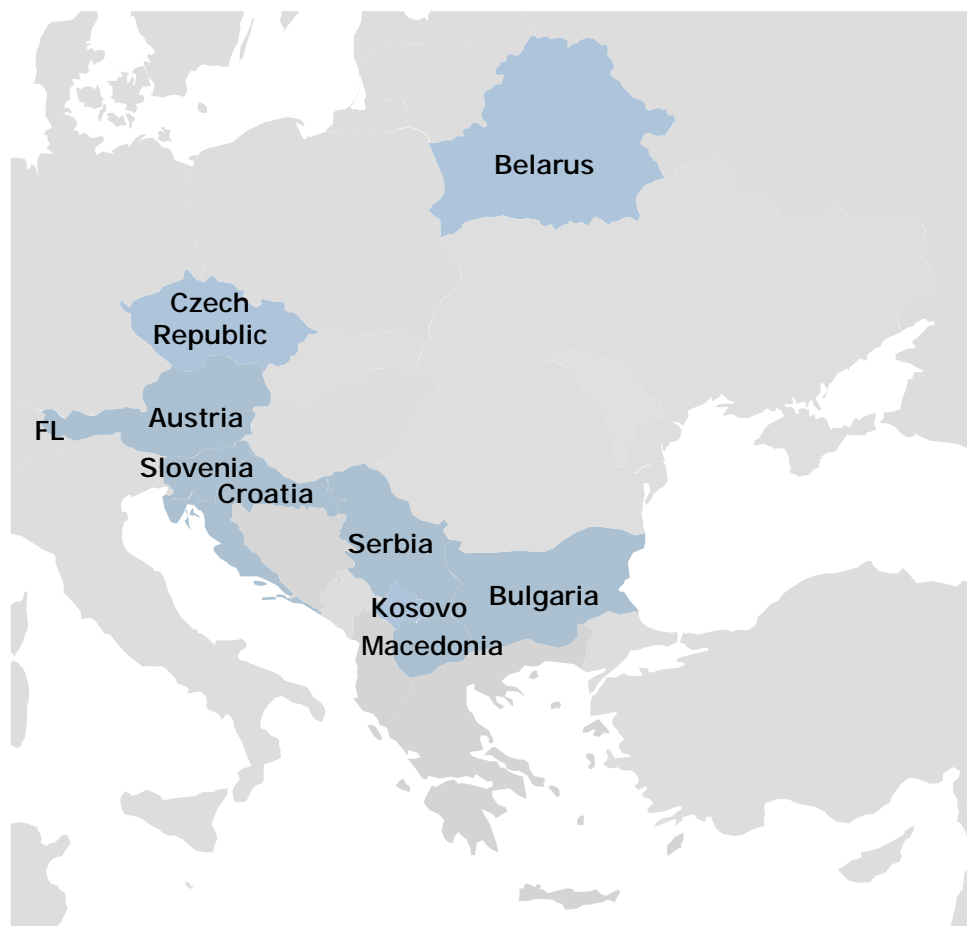 Belarus
Czech
Republic
Austria
FL
Slovenia
Croatia
Serbia
Bulgaria
Kosovo
Macedonia